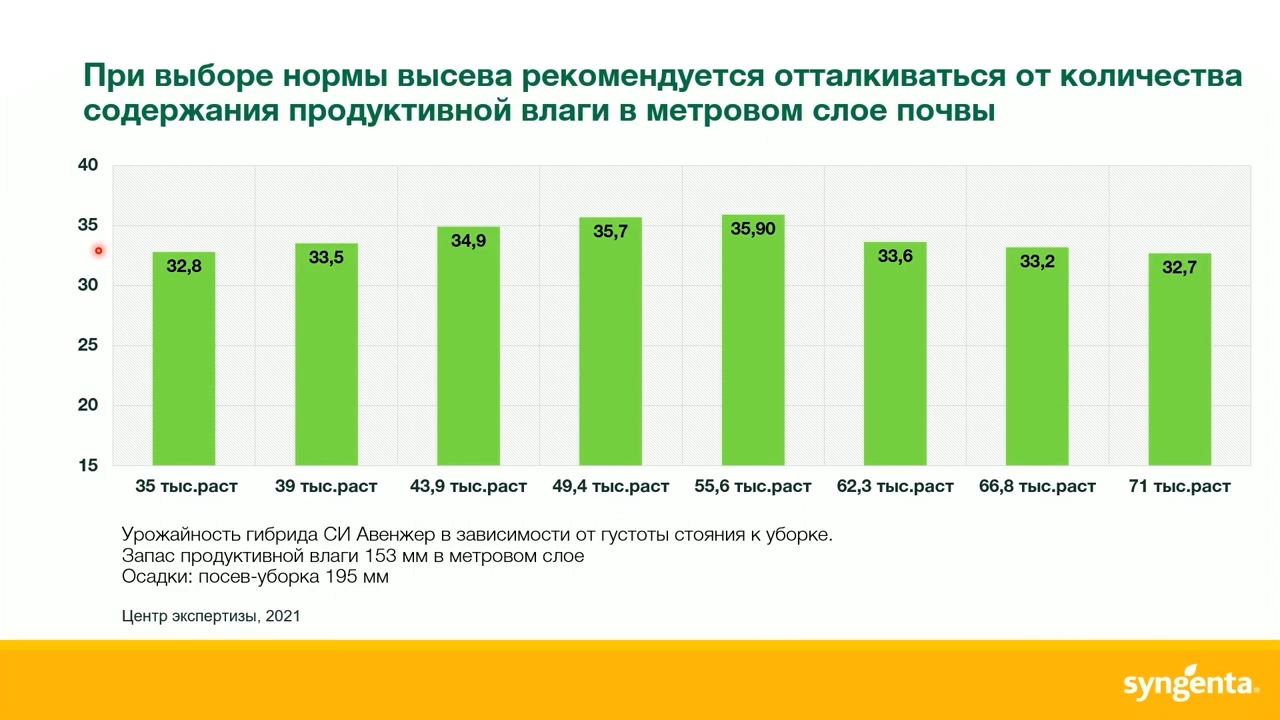 При выборе нормы высева рекомендуется отталкиваться от количества
содержания продуктивной влаги в метровом слое почвы
40
35
30
25
20
15
32,8
33,5
34,9
35,7
35,90
33,6
33,2
32,7
35 тыс.раст
39 тыс.раст
43,9 тыс.раст
49,4 тыс.раст
55,6 тыс.раст
62,3 тыс.раст
66,8 тыс.раст
71 тыс.раст
Урожайность гибрида СИ Авенжер в зависимости от густоты стояния к уборке.
Запас продуктивной влаги 153 мм в метровом слое
Осадки: посев-уборка 195 мм
Центр экспертизы, 2021
syngenta